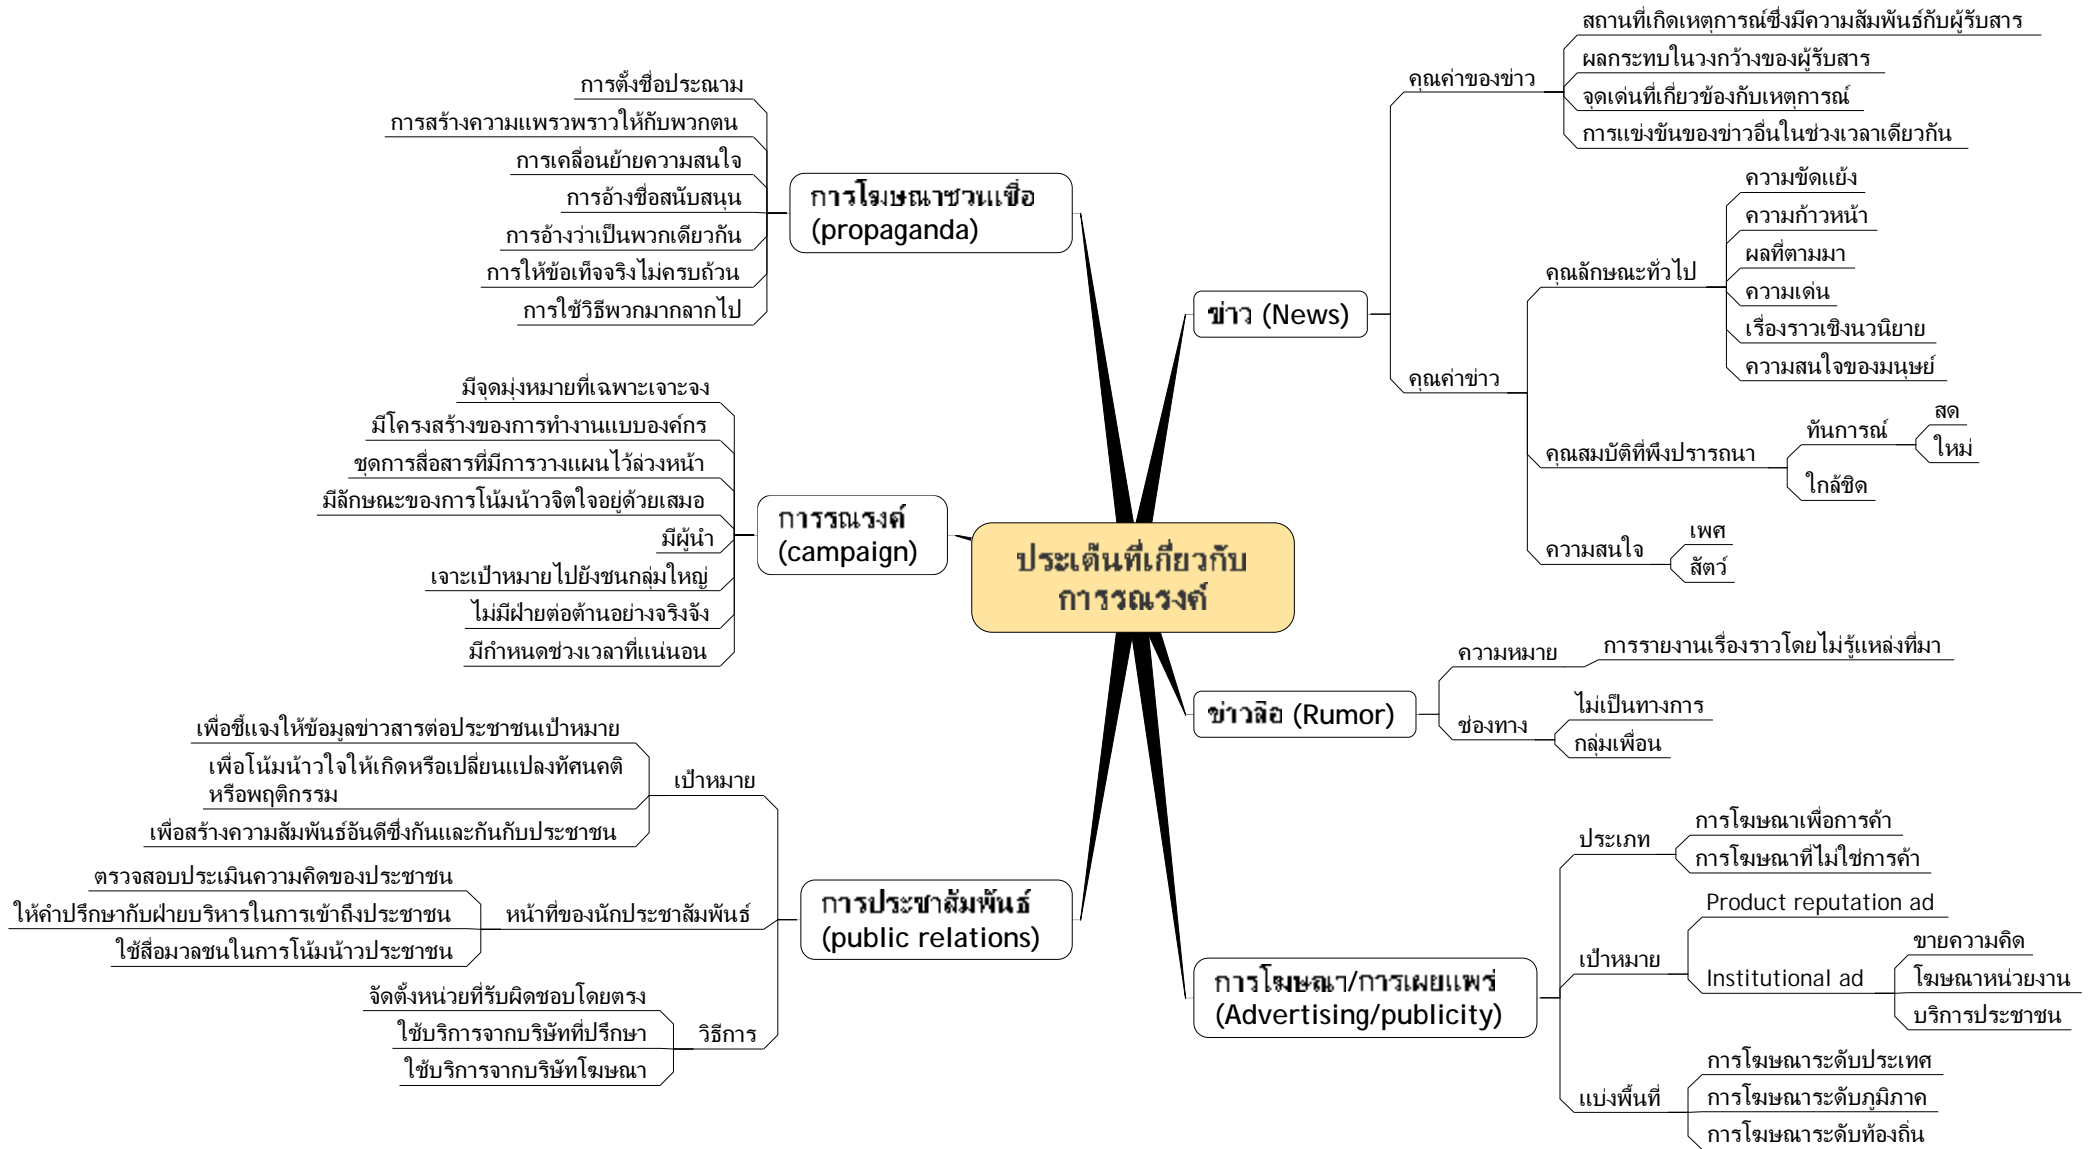 ประเด็นที่เกี่ยวกับ
การรณรงค์
ข่าว (News)
คุณค่าของข่าว
สถานที่เกิดเหตุการณ์ซึ่งมีความสัมพันธ์กับผู้รับสาร
ผลกระทบในวงกว้างของผู้รับสาร
จุดเด่นที่เกี่ยวข้องกับเหตุการณ์
การแข่งขันของข่าวอื่นในช่วงเวลาเดียวกัน
คุณค่าข่าว
คุณลักษณะทั่วไป
ความขัดแย้ง
ความก้าวหน้า
ผลที่ตามมา
ความเด่น
เรื่องราวเชิงนวนิยาย
ความสนใจของมนุษย์
คุณสมบัติที่พึงปรารถนา
ทันการณ์
สด
ใหม่
ใกล้ชิด
ความสนใจ
เพศ
สัตว์
ข่าวลือ (Rumor)
ความหมาย
การรายงานเรื่องราวโดยไม่รู้แหล่งที่มา
ช่องทาง
ไม่เป็นทางการ
กลุ่มเพื่อน
การโฆษณา/การเผยแพร่
(Advertising/publicity)
ประเภท
การโฆษณาเพื่อการค้า
การโฆษณาที่ไม่ใช่การค้า
เป้าหมาย
Product reputation ad
Institutional ad
ขายความคิด
โฆษณาหน่วยงาน
บริการประชาชน
แบ่งพื้นที่
การโฆษณาระดับประเทศ
การโฆษณาระดับภูมิภาค
การโฆษณาระดับท้องถิ่น
การโฆษณาชวนเชื่อ
(propaganda)
การตั้งชื่อประณาม
การสร้างความแพรวพราวให้กับพวกตน
การเคลื่อนย้ายความสนใจ
การอ้างชื่อสนับสนุน
การอ้างว่าเป็นพวกเดียวกัน
การให้ข้อเท็จจริงไม่ครบถ้วน
การใช้วิธีพวกมากลากไป
การรณรงค์
(campaign)
มีจุดมุ่งหมายที่เฉพาะเจาะจง
มีโครงสร้างของการทำงานแบบองค์กร
ชุดการสื่อสารที่มีการวางแผนไว้ล่วงหน้า
มีลักษณะของการโน้มน้าวจิตใจอยู่ด้วยเสมอ
มีผู้นำ
เจาะเป้าหมายไปยังชนกลุ่มใหญ่
ไม่มีฝ่ายต่อต้านอย่างจริงจัง
มีกำหนดช่วงเวลาที่แน่นอน
การประชาสัมพันธ์
(public relations)
เป้าหมาย
เพื่อชี้แจงให้ข้อมูลข่าวสารต่อประชาชนเป้าหมาย
เพื่อโน้มน้าวใจให้เกิดหรือเปลี่ยนแปลงทัศนคติ
หรือพฤติกรรม
เพื่อสร้างความสัมพันธ์อันดีซึ่งกันและกันกับประชาชน
หน้าที่ของนักประชาสัมพันธ์
ตรวจสอบประเมินความคิดของประชาชน
ให้คำปรึกษากับฝ่ายบริหารในการเข้าถึงประชาชน
ใช้สื่อมวลชนในการโน้มน้าวประชาชน
วิธีการ
จัดตั้งหน่วยที่รับผิดชอบโดยตรง
ใช้บริการจากบริษัทที่ปรึกษา
ใช้บริการจากบริษัทโฆษณา